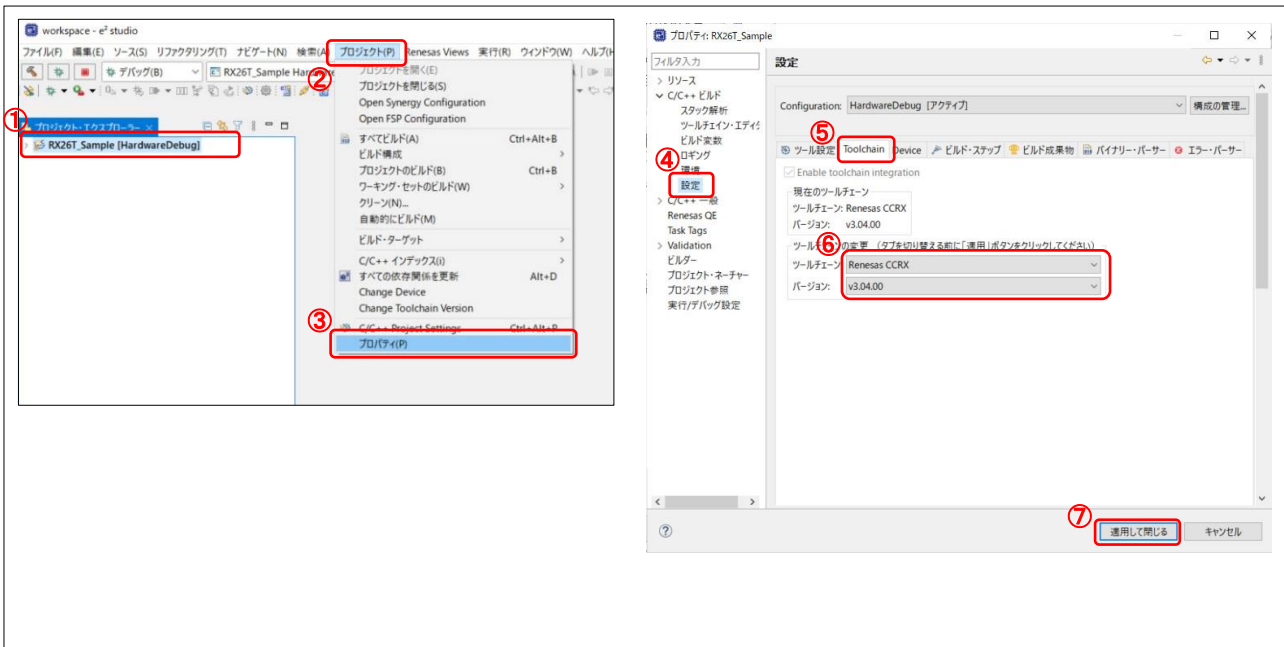 workspace - e² studio
ファイル(F) 編集(E) ソース(S) リファクタリング(T) ナビゲート(N) 検索(A) プロジェクト(P) Renesas Views 実行(R) ウィンドウ(W) ヘルプ(H
デバッグ(B) RX26T_Sample Hardware
①
プロジェクト・エクスプローラー
RX26T_Sample [HardwareDebug]
②
プロジェクトを開く(E)
プロジェクトを閉じる(S)
Open Synergy Configuration
Open FSP Configuration
すべてビルド(A) Ctrl+Alt+B
ビルド構成
プロジェクトのビルド(B) Ctrl+B
ワーキング・セットのビルド(W)
クリーン(N)...
自動的にビルド(M)
ビルド・ターゲット
C/C++ インデックス(i)
すべての依存関係を更新 Alt+D
Change Device
Change Toolchain Version
③
C/C++ Project Settings Ctrl+Alt+P
プロパティ(P)
プロパティ: RX26T_Sample
フィルタ入力
リソース
C/C++ ビルド
スタック解析
ツールチェイン・エディタ
ビルド変数
④
ロギング
環境
設定
C/C++ 一般
Renesas QE
Task Tags
Validation
ビルダー
プロジェクト・ネーチャー
プロジェクト参照
実行/デバッグ設定
設定
Configuration: HardwareDebug [アクティブ] 構成の管理...
⑤
ツール設定 Toolchain Device ビルド・ステップ ビルド成果物 バイナリー・パーサー エラー・パーサー
Enable toolchain integration
現在のツールチェーン
ツールチェーン: Renesas CCRX
バージョン: v3.04.00
⑥
ツールチェーンの変更 (タブを切り替える前に「適用」ボタンをクリックしてください)
ツールチェーン Renesas CCRX
バージョン: v3.04.00
⑦
適用して閉じる キャンセル